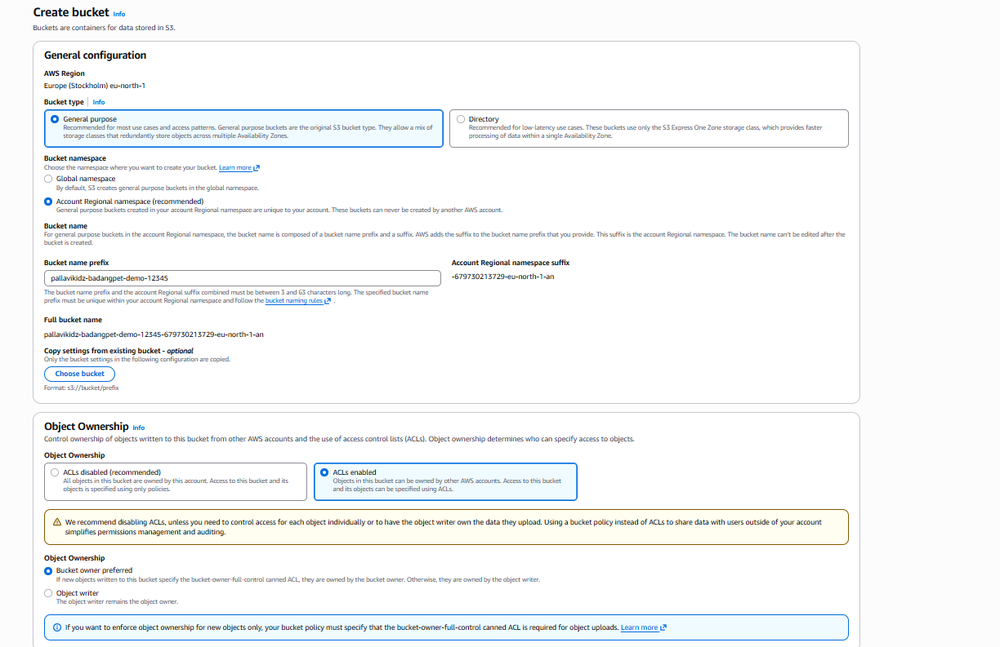 Create bucket Info
Buckets are containers for data stored in S3.
General configuration
AWS Region
Europe (Stockholm) eu-north-1
Bucket type Info
General purpose
Recommended for most use cases and access patterns. General purpose buckets are the original S3 bucket type. They allow a mix of
storage classes that redundantly store objects across multiple Availability Zones.
Directory
Recommended for low-latency use cases. These buckets use only the S3 Express One Zone storage class, which provides faster
processing of data within a single Availability Zone.
Bucket namespace
Choose the namespace where you want to create your bucket. Learn more
Global namespace
By default, S3 creates general purpose buckets in the global namespace.
Account Regional namespace (recommended)
General purpose buckets created in your account Regional namespace are unique to your account. These buckets can never be created by another AWS account.
Bucket name
For general purpose buckets in the account Regional namespace, the bucket name is composed of a bucket name prefix and a suffix. AWS adds the suffix to the bucket name prefix that you provide. This suffix is the account Regional namespace. The bucket name can't be edited after the
bucket is created.
Bucket name prefix
pallavikidz-badangpet-demo-12345
The bucket name prefix and the account Regional suffix combined must be between 3 and 63 characters long. The specified bucket name
prefix must be unique within your account Regional namespace and follow the bucket naming rules .
Account Regional namespace suffix
-679730213729-eu-north-1-an
Full bucket name
pallavikidz-badangpet-demo-12345-679730213729-eu-north-1-an
Copy settings from existing bucket - optional
Only the bucket settings in the following configuration are copied.
Choose bucket
Format: s3://bucket/prefix
Object Ownership Info
Control ownership of objects written to this bucket from other AWS accounts and the use of access control lists (ACLs). Object ownership determines who can specify access to objects.
Object Ownership
ACLs disabled (recommended)
All objects in this bucket are owned by this account. Access to this bucket and its
objects is specified using only policies.
ACLs enabled
Objects in this bucket can be owned by other AWS accounts. Access to this bucket
and its objects can be specified using ACLs.
We recommend disabling ACLs, unless you need to control access for each object individually or to have the object writer own the data they upload. Using a bucket policy instead of ACLs to share data with users outside of your account
simplifies permissions management and auditing.
Object Ownership
Bucket owner preferred
If new objects written to this bucket specify the bucket-owner-full-control canned ACL, they are owned by the bucket owner. Otherwise, they are owned by the object writer.
Object writer
The object writer remains the object owner.
If you want to enforce object ownership for new objects only, your bucket policy must specify that the bucket-owner-full-control canned ACL is required for object uploads. Learn more